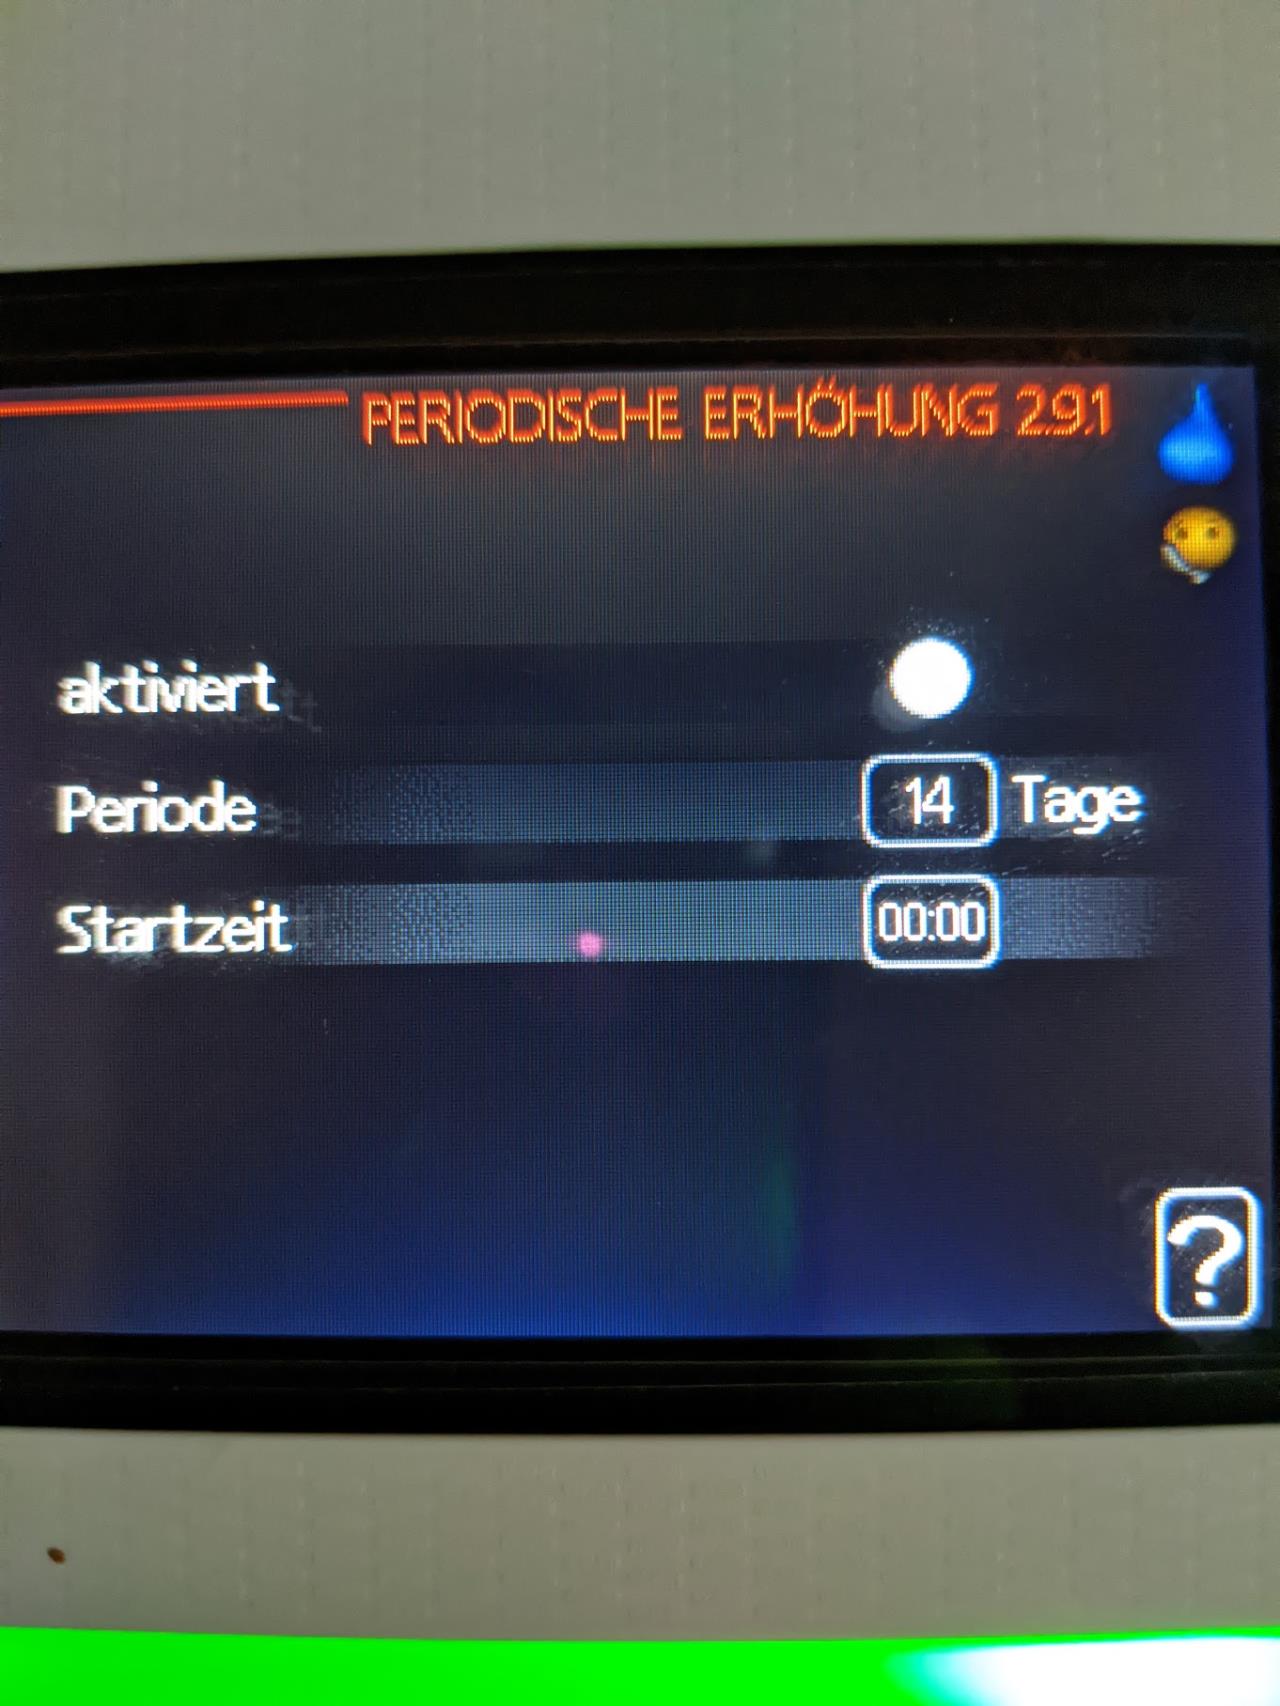 PERIODISCHE ERHÖHUNG 2.9.1
aktiviert
Periode 14 Tage
Startzeit 00:00
?